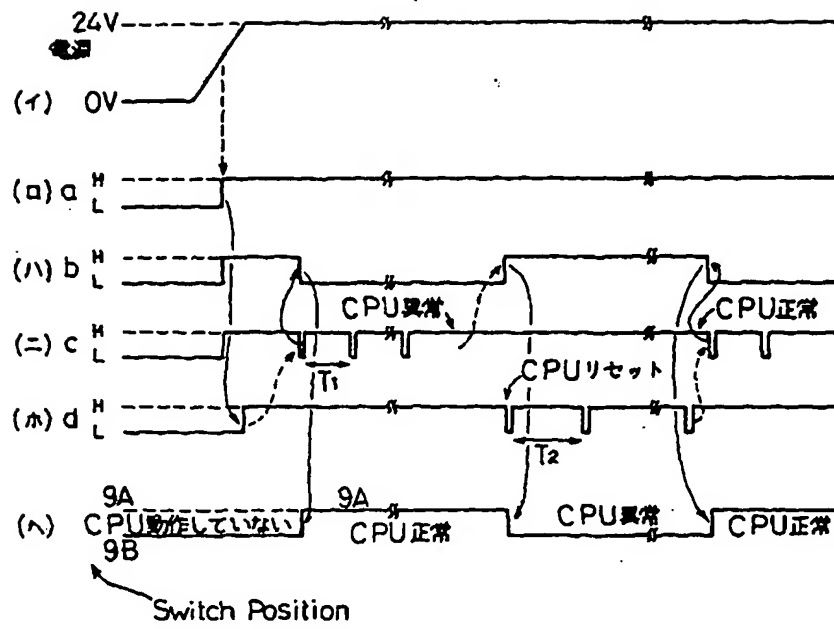 24V
電源
(イ) 0V
(ロ) a H
L
(ハ) b H
L
CPU異常
CPU正常
(ニ) c H
L
T1
CPUリセット
(ホ) d H
L
T2
9A
9A
(ヘ) CPU動作していない
CPU正常
CPU異常
CPU正常
9B
Switch Position